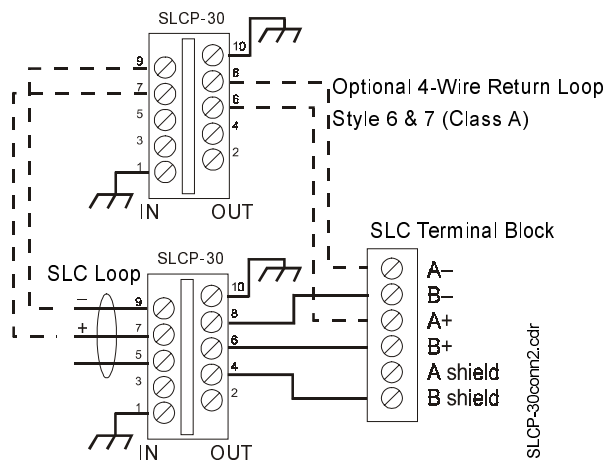 SLCP-30
10
9
8
7
6
5
4
3
2
1
IN OUT
Optional 4-Wire Return Loop
Style 6 & 7 (Class A)
SLC Terminal Block
A–
B–
A+
B+
A shield
B shield
SLCP-30
SLC Loop
–
+
10
9
8
7
6
5
4
3
2
1
IN OUT
SLCP-30conn2.cdr